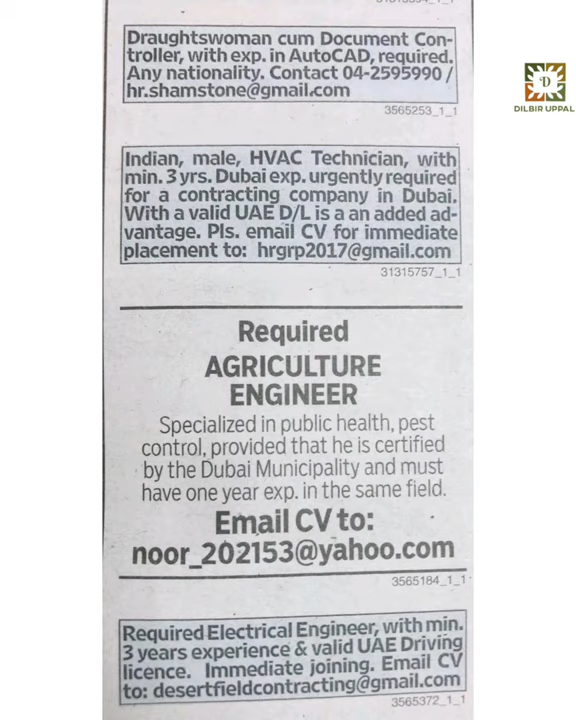 Draughtswoman cum Document Con-
troller, with exp. in AutoCAD, required.
Any nationality. Contact 04-2595990 /
hr.shamstone@gmail.com
3565253_1_1
DILBIR UPPAL
Indian, male, HVAC Technician, with
min. 3 yrs. Dubai exp. urgently required
for a contracting company in Dubai.
With a valid UAE D/L is a an added ad-
vantage. Pls. email CV for immediate
placement to: hrgrp2017@gmail.com
31315757_1_1
Required
AGRICULTURE
ENGINEER
Specialized in public health, pest
control, provided that he is certified
by the Dubai Municipality and must
have one year exp. in the same field.
Email CV to:
noor_202153@yahoo.com
3565184_1_1
Required Electrical Engineer, with min.
3 years experience & valid UAE Driving
licence. Immediate joining. Email CV
to: desertfieldcontracting@gmail.com
3565372_1_1